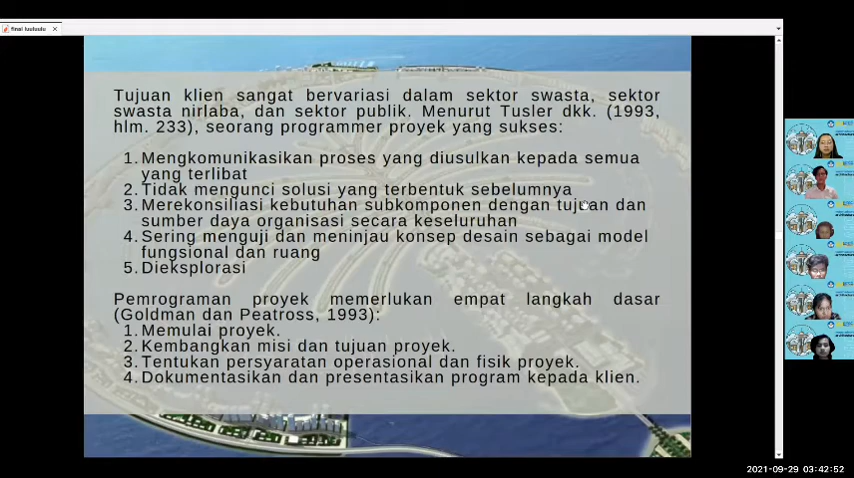 final luulusulu
Tujuan klien sangat bervariasi dalam sektor swasta, sektor
swasta nirlaba, dan sektor publik. Menurut Tusler dkk. (1993,
hlm. 233), seorang programmer proyek yang sukses:
1. Mengkomunikasikan proses yang diusulkan kepada semua
yang terlibat
2. Tidak mengunci solusi yang terbentuk sebelumnya
3. Merekonsiliasi kebutuhan subkomponen dengan tujuan dan
sumber daya organisasi secara keseluruhan
4. Sering menguji dan meninjau konsep desain sebagai model
fungsional dan ruang
5. Dieksplorasi
Pemrograman proyek memerlukan empat langkah dasar
(Goldman dan Peatross, 1993):
1. Memulai proyek.
2. Kembangkan misi dan tujuan proyek.
3. Tentukan persyaratan operasional dan fisik proyek.
4. Dokumentasikan dan presentasikan program kepada klien.
2021-09-29 03:42:52